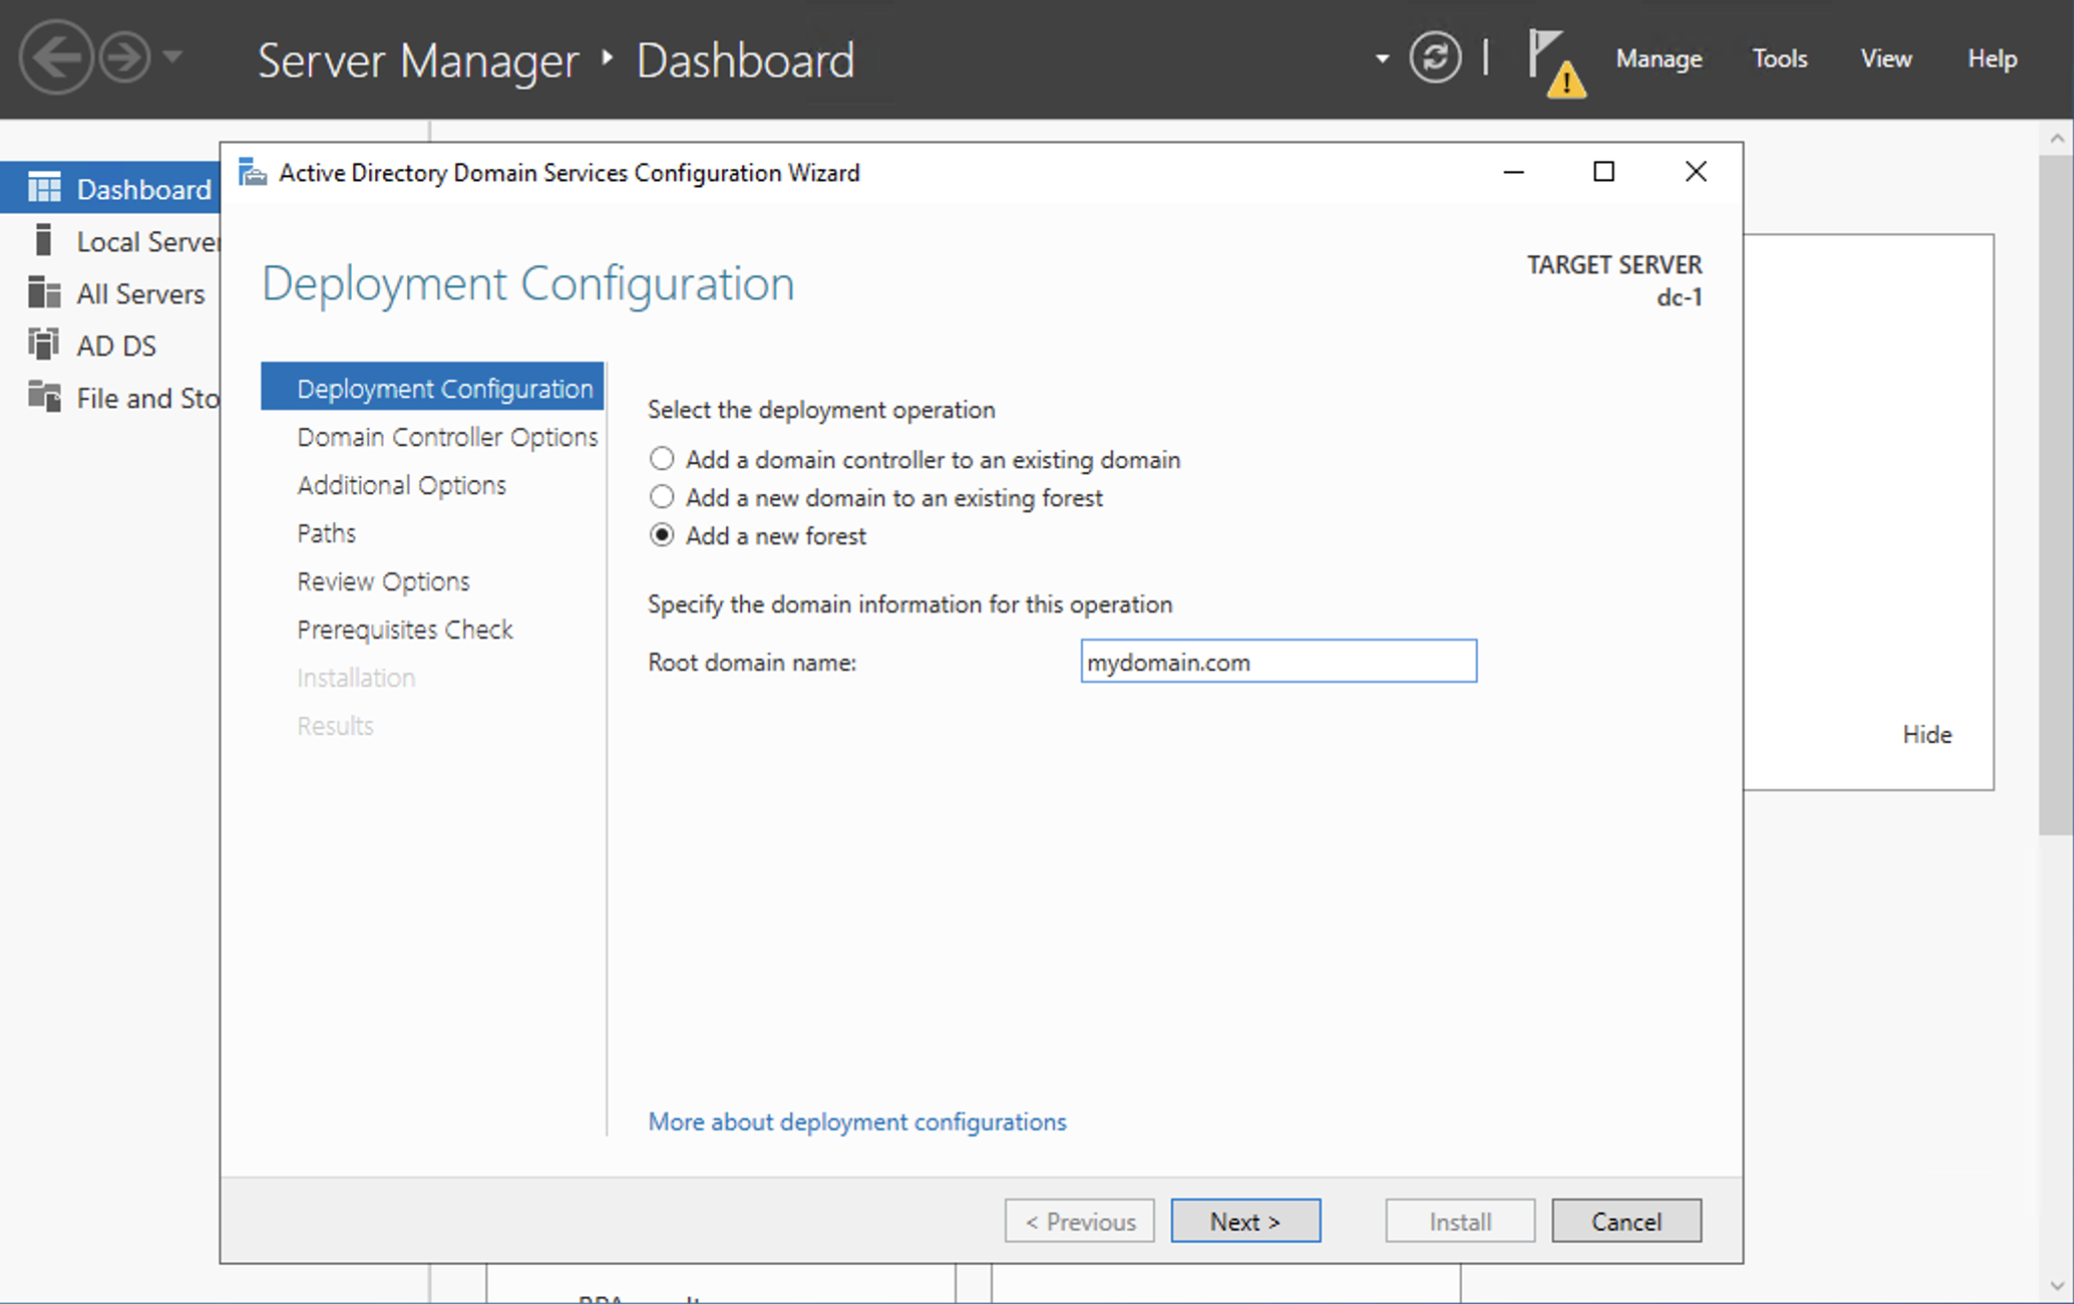 Server Manager ‣ Dashboard
Manage Tools View Help
Dashboard
Local Server
All Servers
AD DS
File and Sto
Active Directory Domain Services Configuration Wizard
Deployment Configuration
TARGET SERVER
dc-1
Deployment Configuration
Domain Controller Options
Additional Options
Paths
Review Options
Prerequisites Check
Installation
Results
Select the deployment operation
Add a domain controller to an existing domain
Add a new domain to an existing forest
Add a new forest
Specify the domain information for this operation
Root domain name: mydomain.com
More about deployment configurations
Hide
< Previous Next > Install Cancel